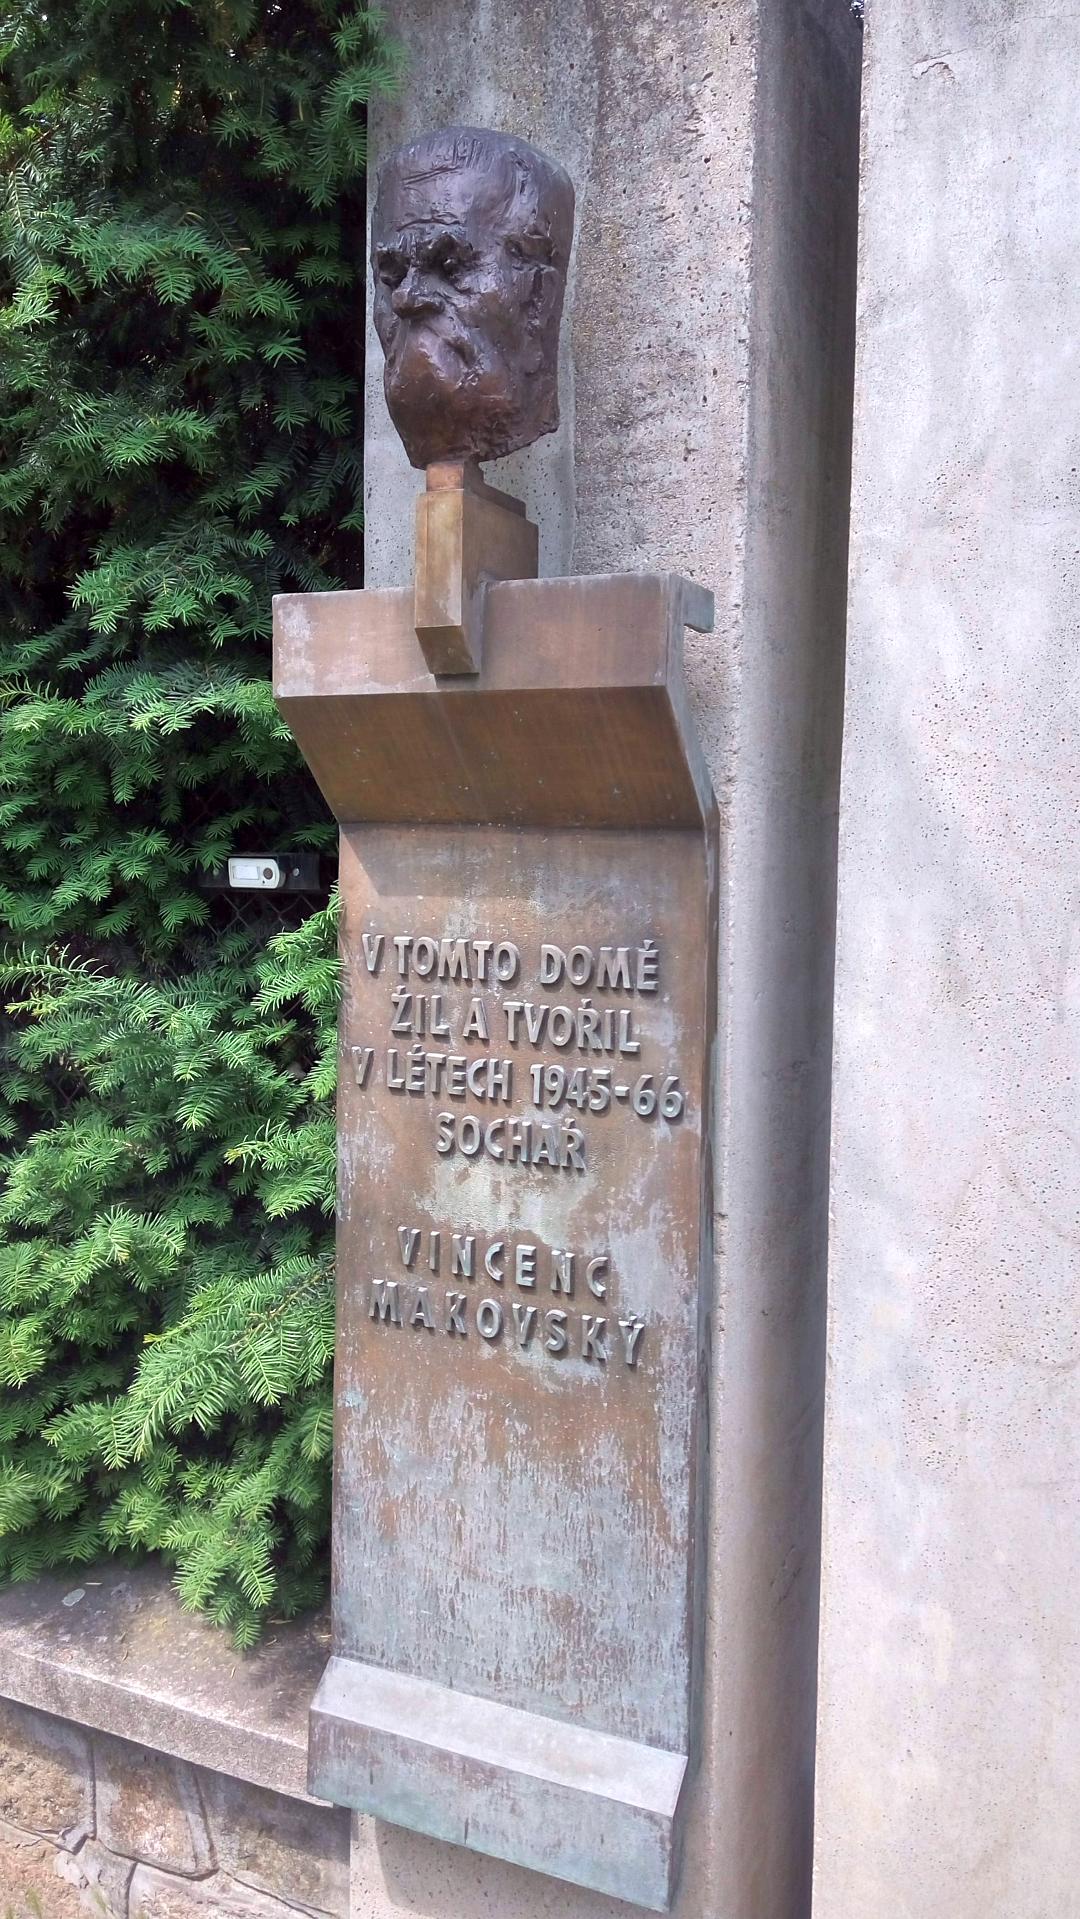 V TOMTO DOMĚ
ŽIL A TVOŘIL
V LÉTECH 1945-66
SOCHAŘ
VINCENC
MAKOVSKÝ